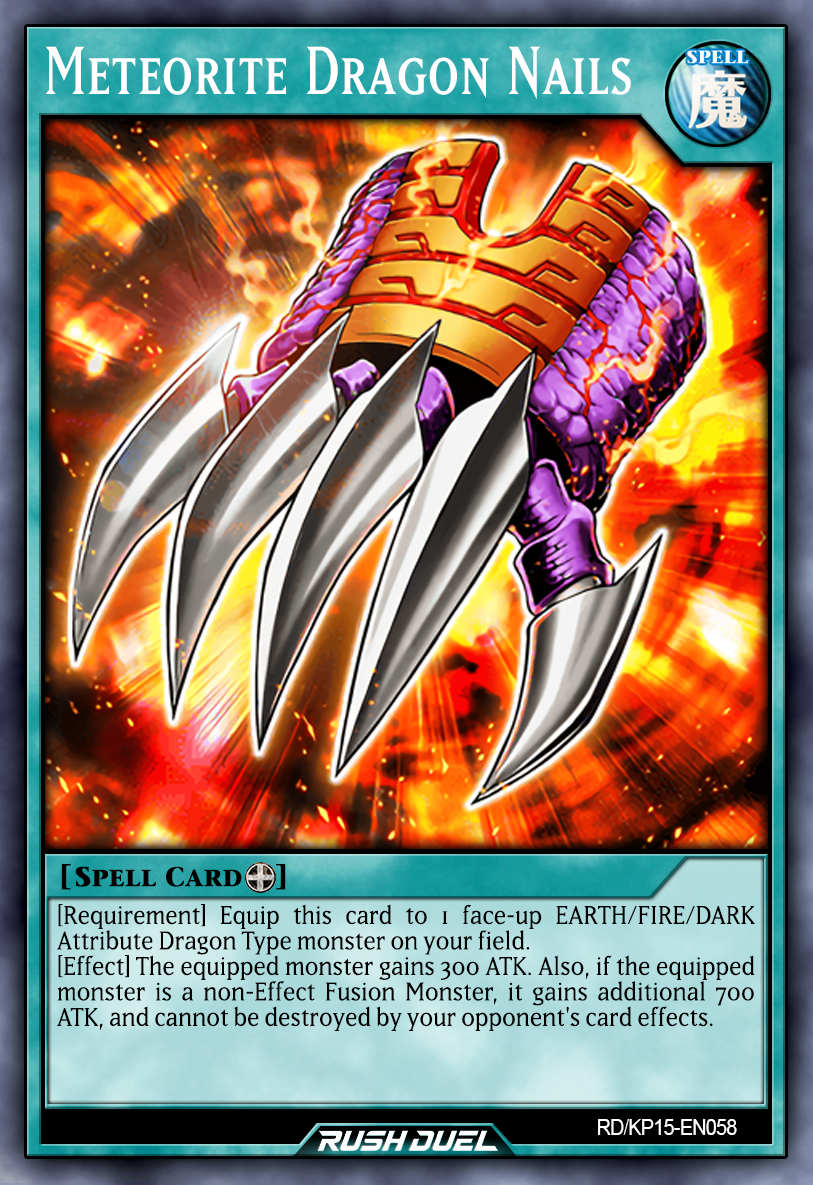 Meteorite Dragon Nails
SPELL
魔
[Spell Card]
[Requirement] Equip this card to 1 face-up EARTH/FIRE/DARK
Attribute Dragon Type monster on your field.
[Effect] The equipped monster gains 300 ATK. Also, if the equipped
monster is a non-Effect Fusion Monster, it gains additional 700
ATK, and cannot be destroyed by your opponent's card effects.
RD/KP15-EN058
RUSH DUEL